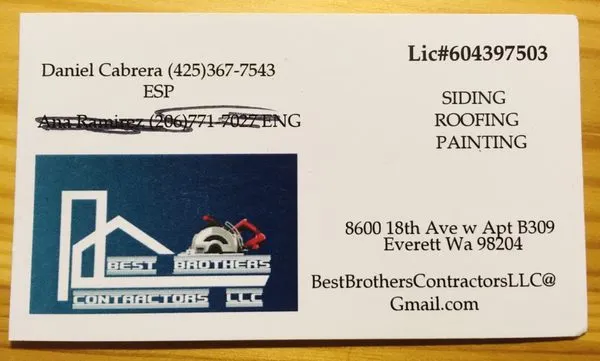 Daniel Cabrera (425)367-7543
ESP
Ana Ramirez (206)771-7027 ENG
BEST BROTHERS
CONTRACTORS LLC
Lic#604397503
SIDING
ROOFING
PAINTING
8600 18th Ave w Apt B309
Everett Wa 98204
BestBrothersContractorsLLC@
Gmail.com